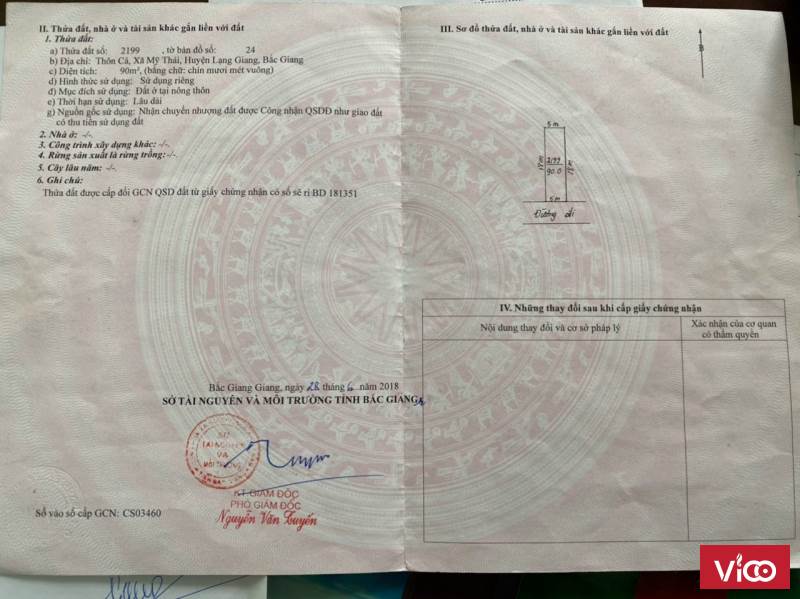 II. Thửa đất, nhà ở và tài sản khác gắn liền với đất
1. Thửa đất:
a) Thửa đất số: 2199 , tờ bản đồ số: 24
b) Địa chỉ: Thôn Cả, Xã Mỹ Thái, Huyện Lạng Giang, Bắc Giang
c) Diện tích: 90m², (bằng chữ: chín mươi mét vuông)
d) Hình thức sử dụng: Sử dụng riêng
đ) Mục đích sử dụng: Đất ở tại nông thôn
e) Thời hạn sử dụng: Lâu dài
g) Nguồn gốc sử dụng: Nhận chuyển nhượng đất được Công nhận QSDĐ như giao đất
có thu tiền sử dụng đất
2. Nhà ở: -/-.
3. Công trình xây dựng khác: -/-.
4. Rừng sản xuất là rừng trồng:-/-.
5. Cây lâu năm: -/-.
6. Ghi chú:
Thửa đất được cấp đổi GCN QSD đất từ giấy chứng nhận có số sê ri BD 181351
Bắc Giang Giang, ngày 28 tháng 6 năm 2018
SỞ TÀI NGUYÊN VÀ MÔI TRƯỜNG TỈNH BẮC GIANG
SỞ
TÀI NGUYÊN
VÀ
MÔI TRƯỜNG
KT.GIÁM ĐỐC
PHÓ GIÁM ĐỐC
Nguyễn Văn Xuyến
Số vào sổ cấp GCN: CS03460
III. Sơ đồ thửa đất, nhà ở và tài sản khác gắn liền với đất
B
5m
18m
2199
90.0
18m
5m
Đường đi
IV. Những thay đổi sau khi cấp giấy chứng nhận
Nội dung thay đổi và cơ sở pháp lý
Xác nhận của cơ quan
có thẩm quyền
ViCO